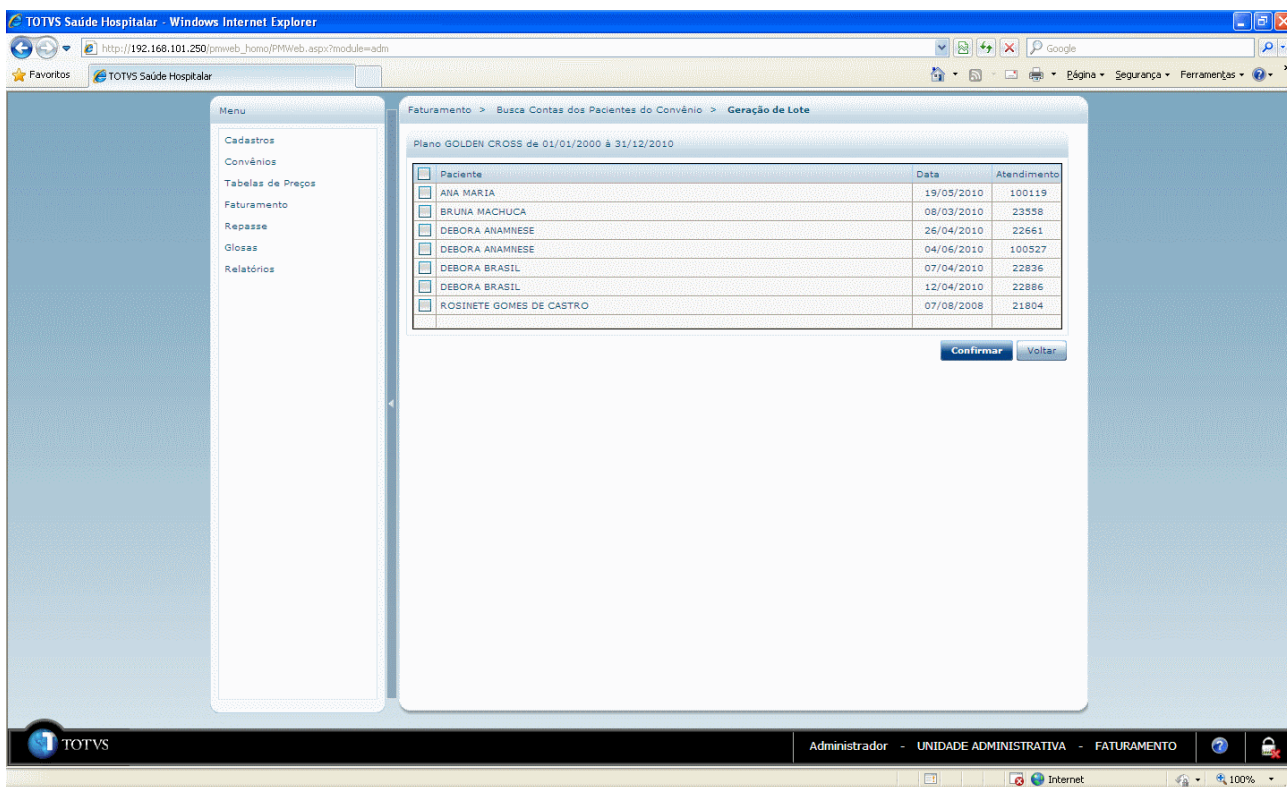 TOTVS Saúde Hospitalar - Windows Internet Explorer
http://192.168.101.250/pmweb_homo/PMWeb.aspx?module=adm
Google
Favoritos
TOTVS Saúde Hospitalar
Página
Segurança
Ferramentas
Menu
Cadastros
Convênios
Tabelas de Preços
Faturamento
Repasse
Glosas
Relatórios
Faturamento > Busca Contas dos Pacientes do Convênio > Geração de Lote
Plano GOLDEN CROSS de 01/01/2000 à 31/12/2010
Paciente Data Atendimento
ANA MARIA 19/05/2010 100119
BRUNA MACHUCA 08/03/2010 23558
DEBORA ANAMNESE 26/04/2010 22661
DEBORA ANAMNESE 04/06/2010 100527
DEBORA BRASIL 07/04/2010 22836
DEBORA BRASIL 12/04/2010 22886
ROSINETE GOMES DE CASTRO 07/08/2008 21804
Confirmar Voltar
TOTVS
Administrador - UNIDADE ADMINISTRATIVA - FATURAMENTO
Internet
100%